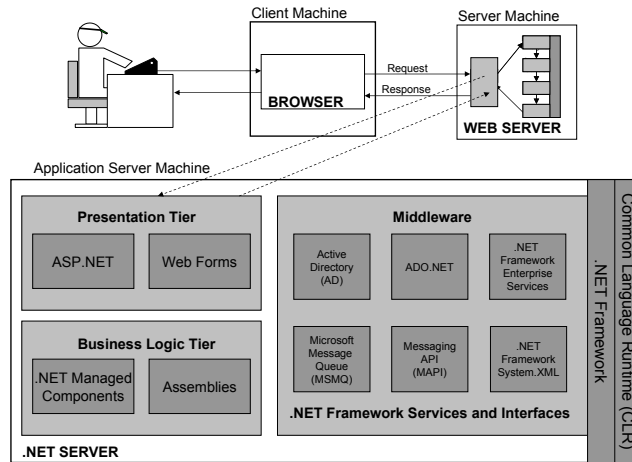 Client Machine
Server Machine
Request
Response
BROWSER
WEB SERVER
Application Server Machine
Presentation Tier
ASP.NET
Web Forms
Business Logic Tier
.NET Managed
Components
Assemblies
.NET SERVER
Middleware
Active
Directory
(AD)
ADO.NET
.NET
Framework
Enterprise
Services
Microsoft
Message
Queue
(MSMQ)
Messaging
API
(MAPI)
.NET
Framework
System.XML
.NET Framework Services and Interfaces
.NET Framework
Common Language Runtime (CLR)